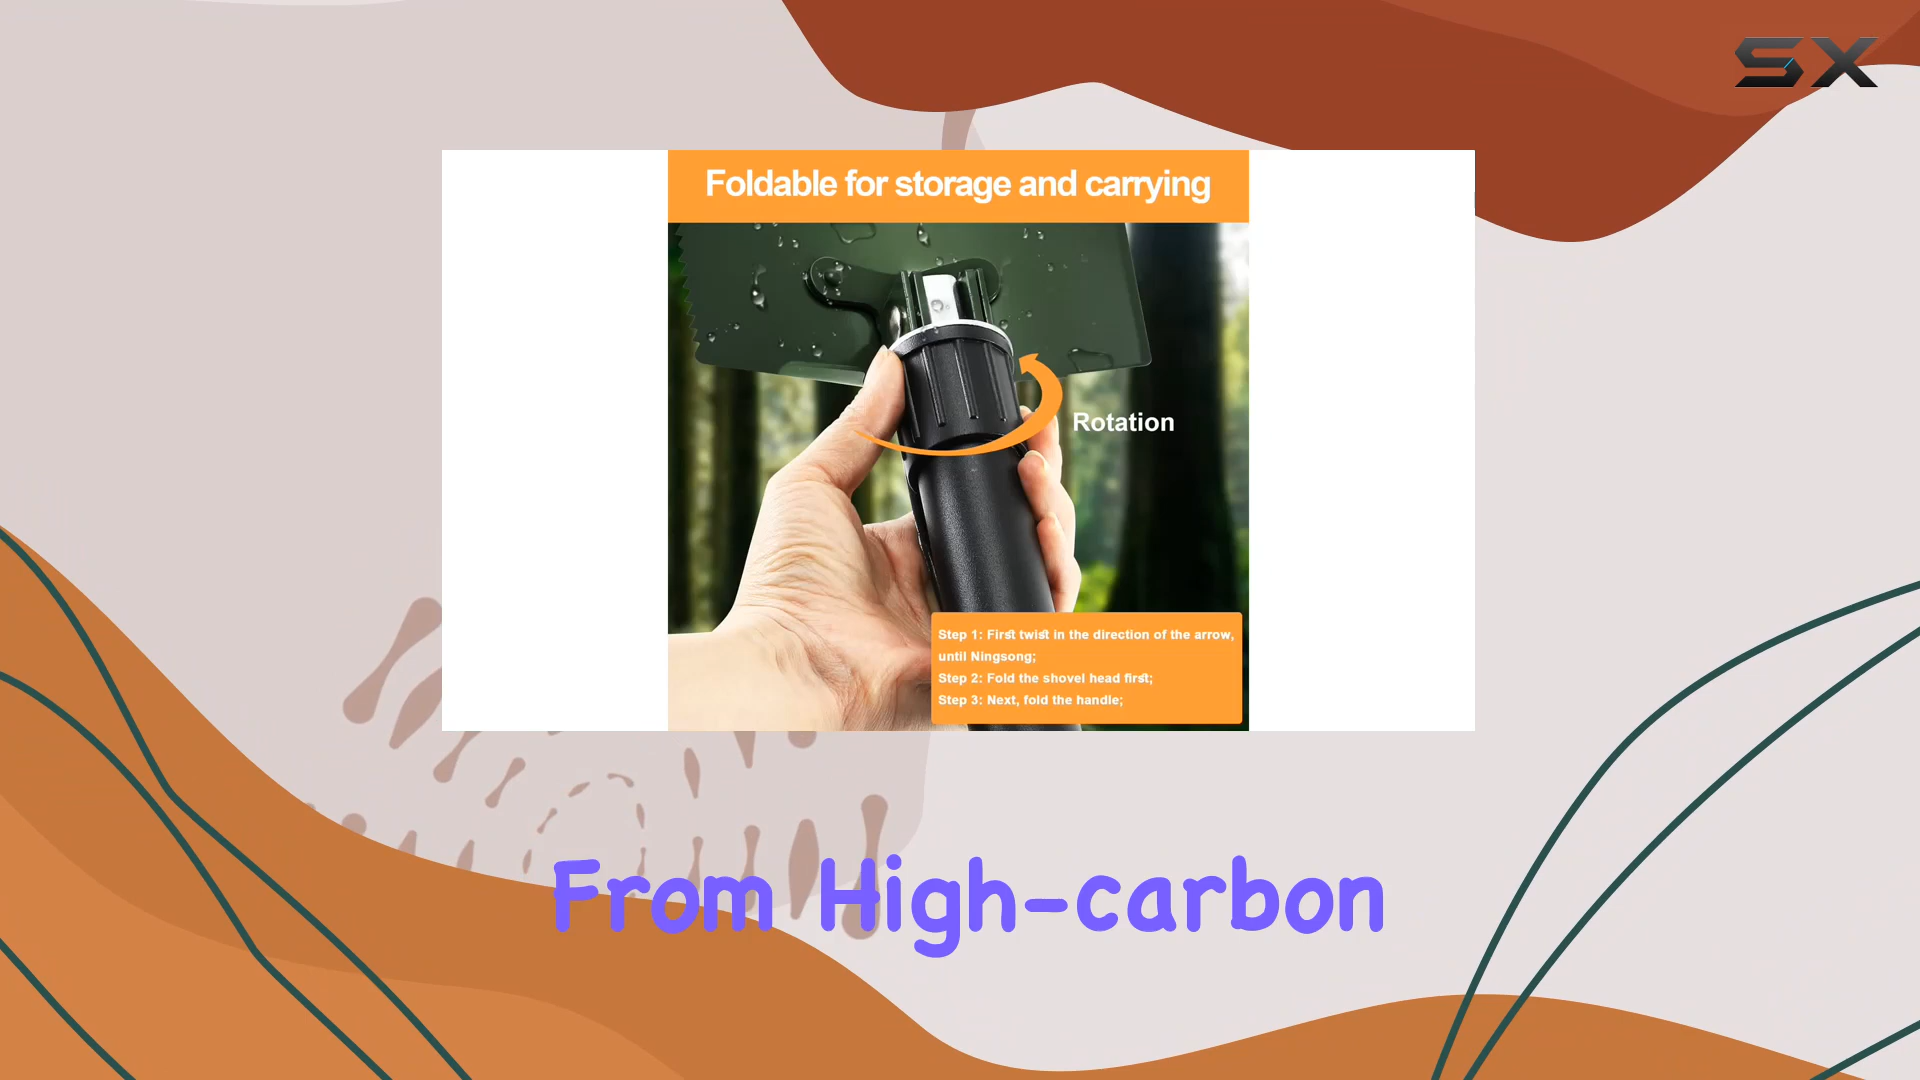 SX
Foldable for storage and carrying
Rotation
Step 1: First twist in the direction of the arrow,
until Ningsong;
Step 2: Fold the shovel head first;
Step 3: Next, fold the handle;
From High-carbon